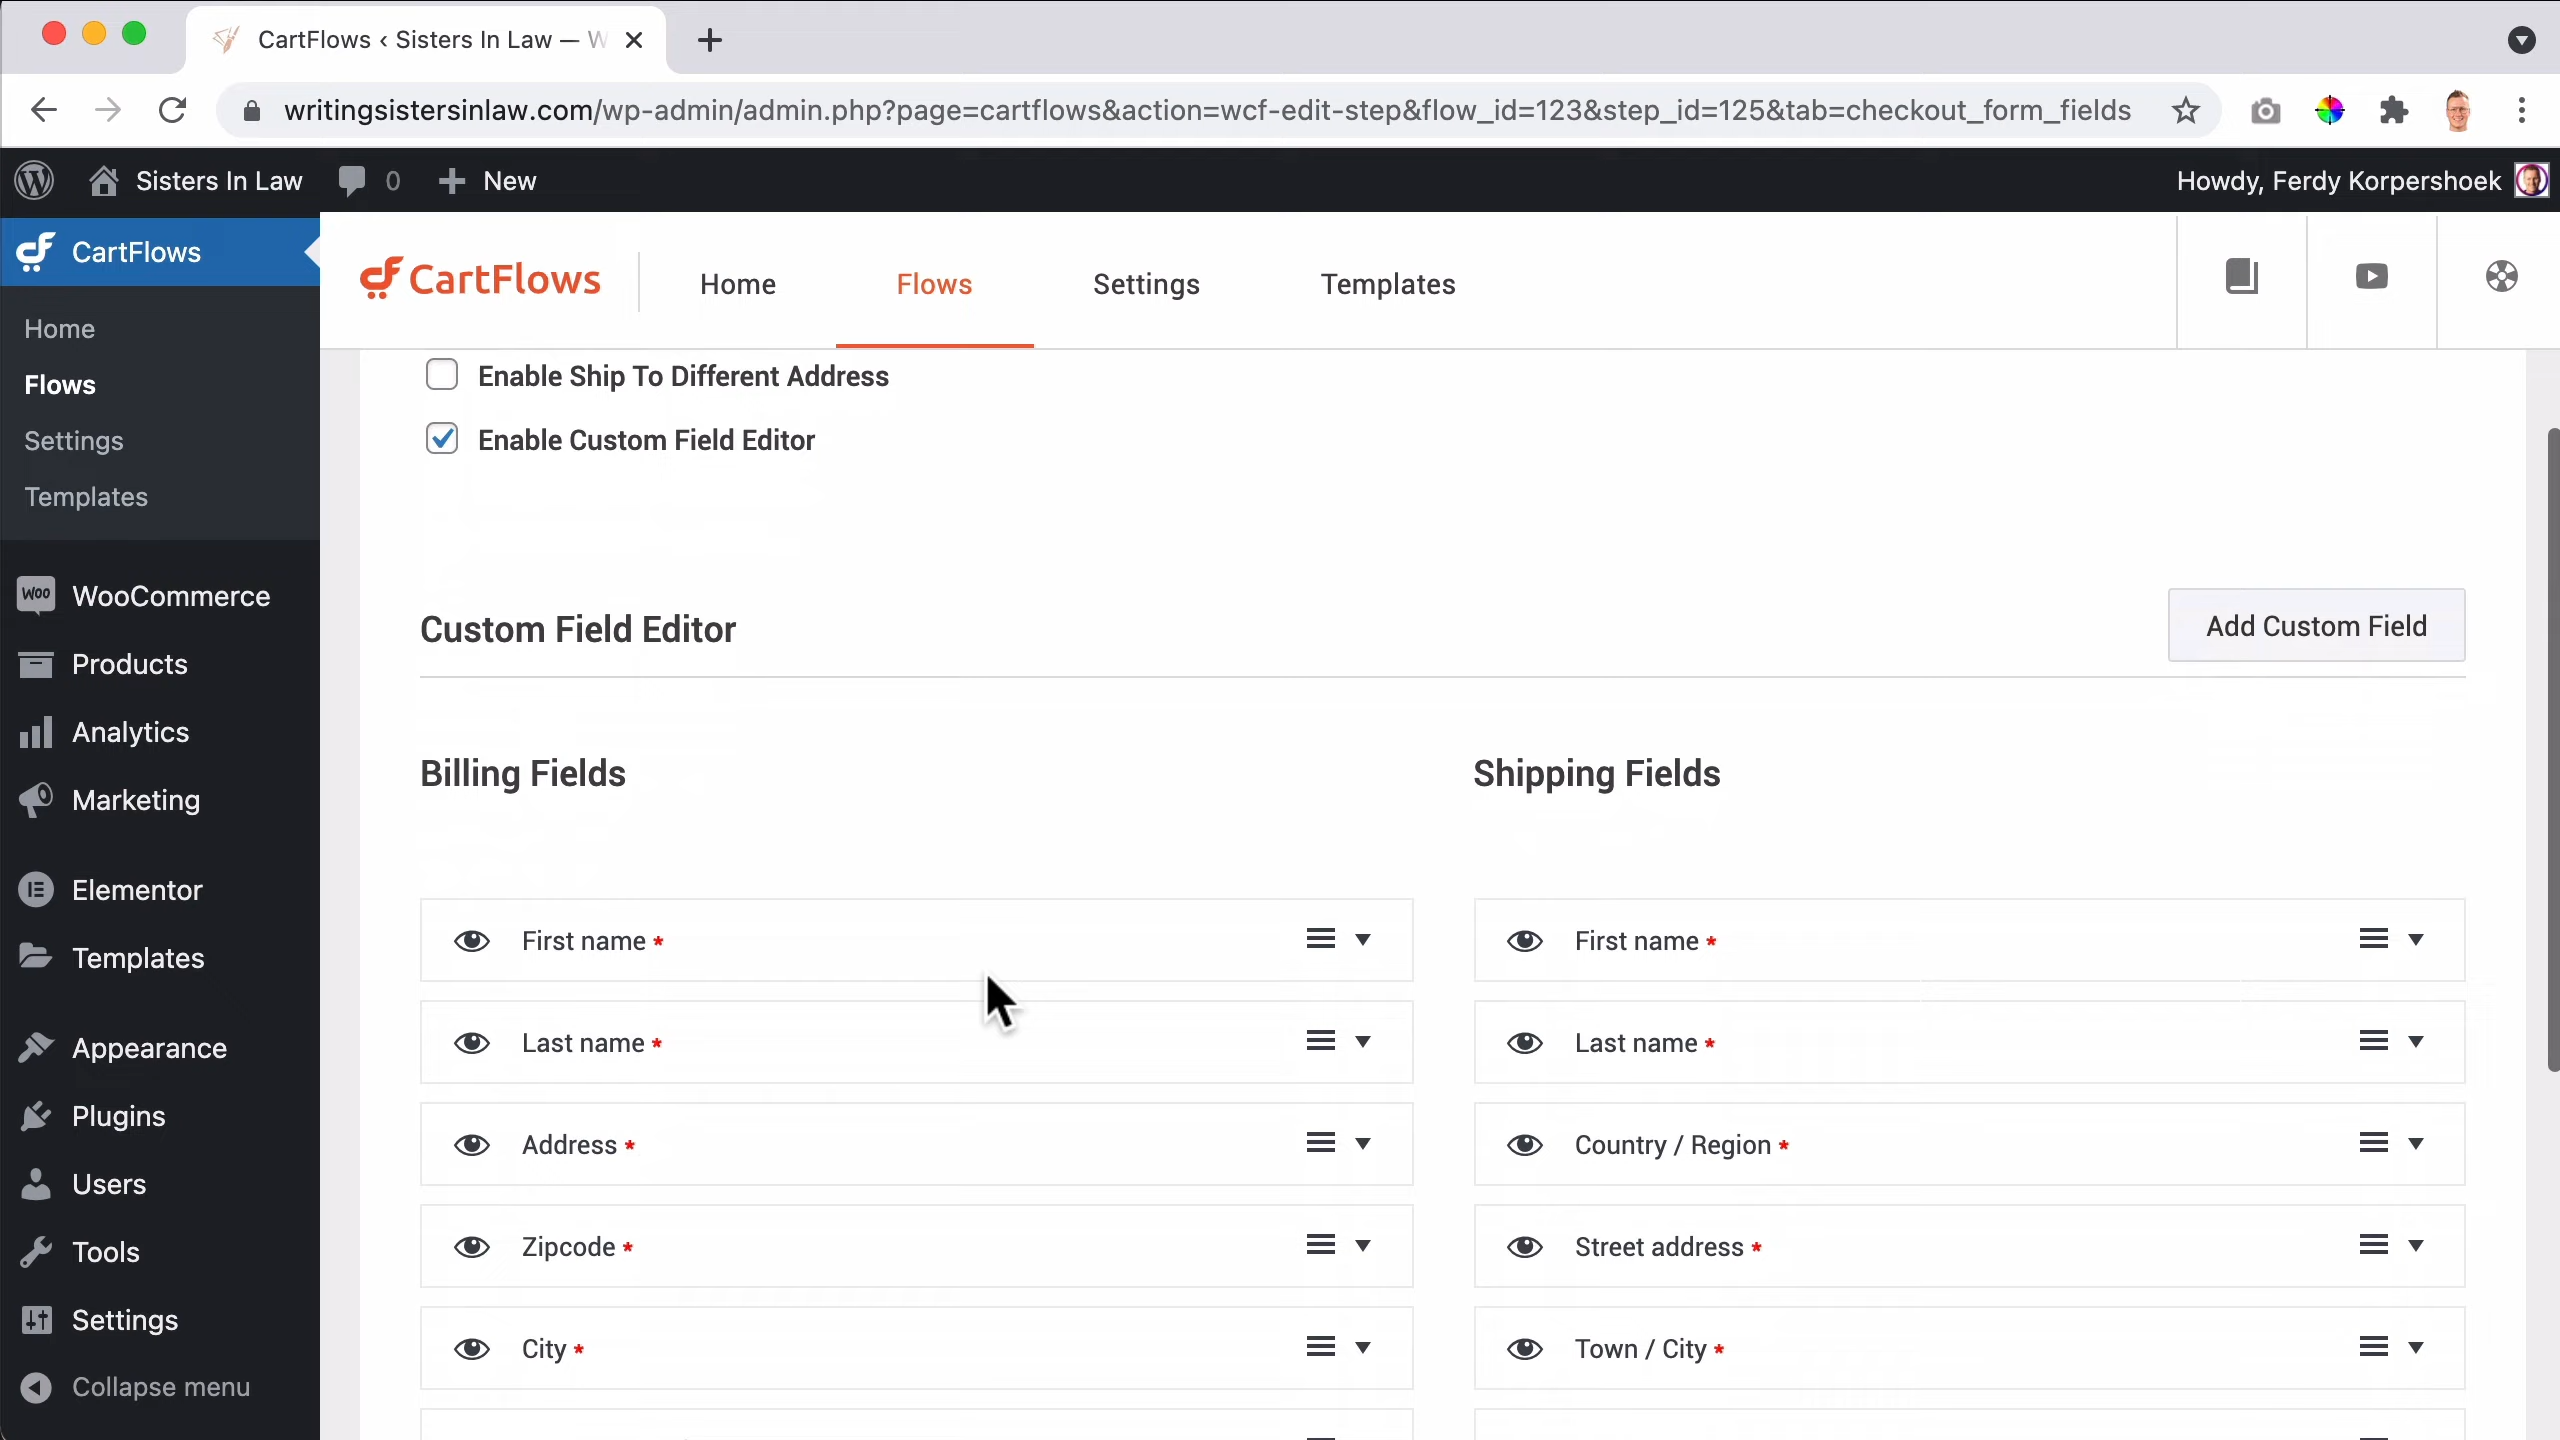 CartFlows ‹ Sisters In Law — W
writingsistersinlaw.com/wp-admin/admin.php?page=cartflows&action=wcf-edit-step&flow_id=123&step_id=125&tab=checkout_form_fields
Sisters In Law
0
New
Howdy, Ferdy Korpershoek
CartFlows
Home
Flows
Settings
Templates
WooCommerce
Products
Analytics
Marketing
Elementor
Templates
Appearance
Plugins
Users
Tools
Settings
Collapse menu
CartFlows
Home
Flows
Settings
Templates
Enable Ship To Different Address
Enable Custom Field Editor
Custom Field Editor
Add Custom Field
Billing Fields
First name *
Last name *
Address *
Zipcode *
City *
Shipping Fields
First name *
Last name *
Country / Region *
Street address *
Town / City *